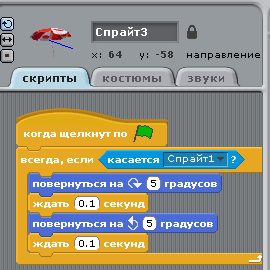 Спрайт3
x: 64 y: -58 направление
скрипты костюмы звуки
когда щелкнут по
всегда, если касается Спрайт1 ?
повернуться на 5 градусов
ждать 0.1 секунд
повернуться на 5 градусов
ждать 0.1 секунд